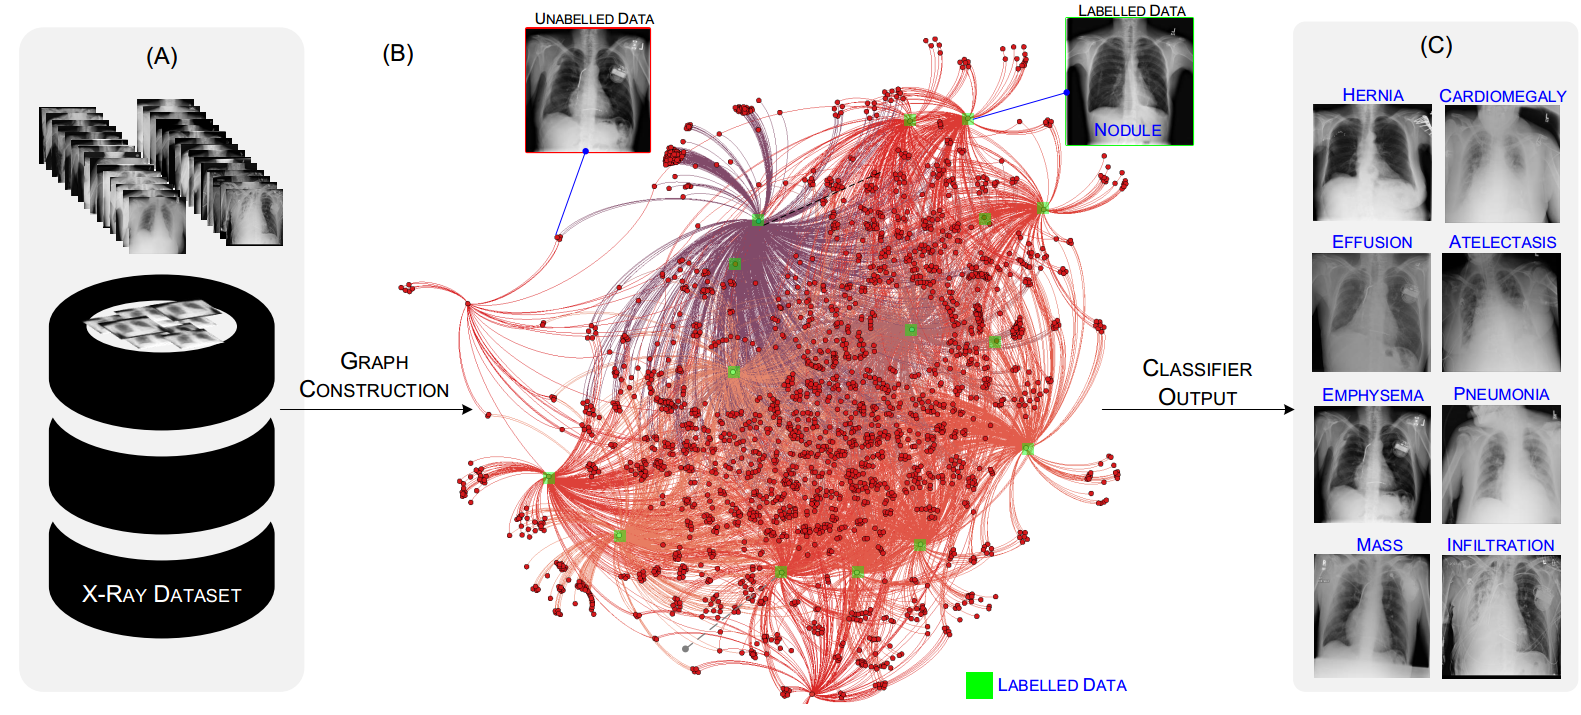 (A)
X-RAY DATASET
GRAPH
CONSTRUCTION
(B)
UNABELLED DATA
LABELLED DATA
NODULE
LABELLED DATA
CLASSIFIER
OUTPUT
(C)
HERNIA
CARDIOMEGALY
EFFUSION
ATELECTASIS
EMPHYSEMA
PNEUMONIA
MASS
INFILTRATION